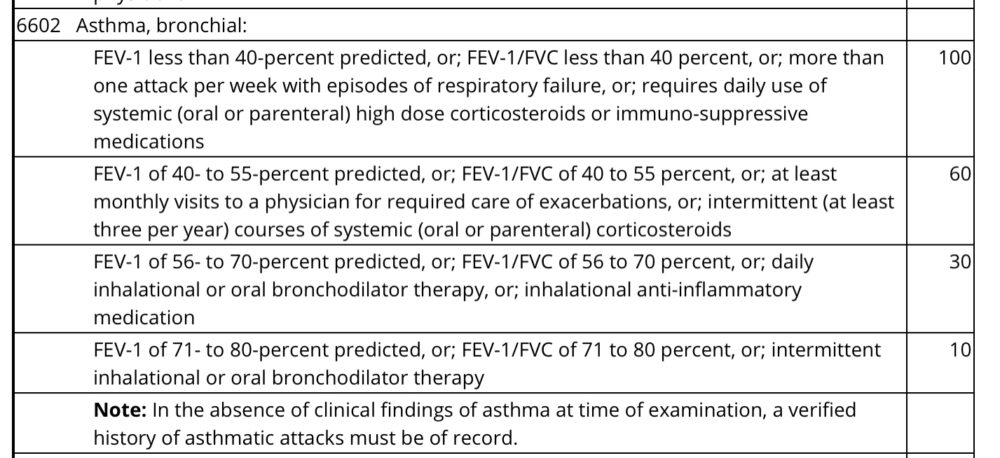 6602 Asthma, bronchial:
FEV-1 less than 40-percent predicted, or; FEV-1/FVC less than 40 percent, or; more than 100
one attack per week with episodes of respiratory failure, or; requires daily use of
systemic (oral or parenteral) high dose corticosteroids or immuno-suppressive
medications
FEV-1 of 40- to 55-percent predicted, or; FEV-1/FVC of 40 to 55 percent, or; at least 60
monthly visits to a physician for required care of exacerbations, or; intermittent (at least
three per year) courses of systemic (oral or parenteral) corticosteroids
FEV-1 of 56- to 70-percent predicted, or; FEV-1/FVC of 56 to 70 percent, or; daily 30
inhalational or oral bronchodilator therapy, or; inhalational anti-inflammatory
medication
FEV-1 of 71- to 80-percent predicted, or; FEV-1/FVC of 71 to 80 percent, or; intermittent 10
inhalational or oral bronchodilator therapy
Note: In the absence of clinical findings of asthma at time of examination, a verified
history of asthmatic attacks must be of record.